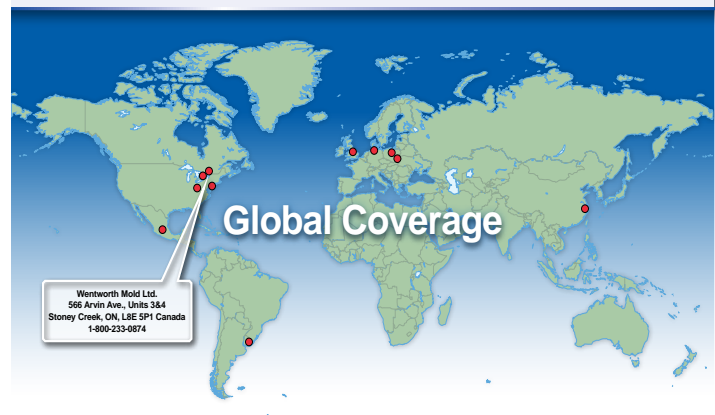 Global Coverage
Wentworth Mold Ltd.
566 Arvin Ave., Units 3&4
Stoney Creek, ON, L8E 5P1 Canada
1-800-233-0874